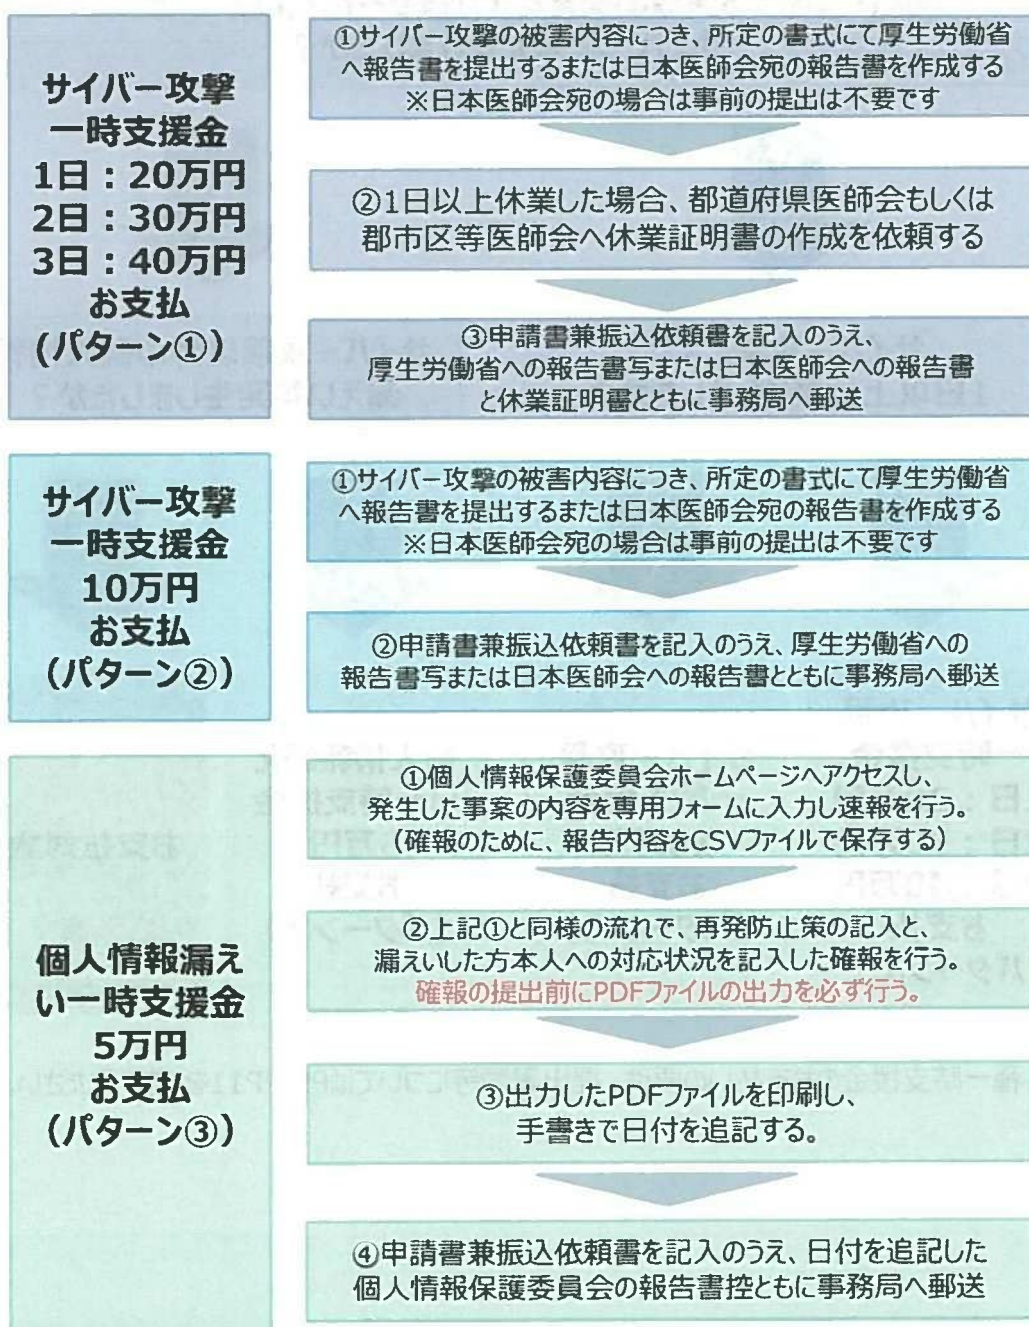 サイバー攻撃
一時支援金
1日：20万円
2日：30万円
3日：40万円
お支払
(パターン①)
①サイバー攻撃の被害内容につき、所定の書式にて厚生労働省
へ報告書を提出するまたは日本医師会宛の報告書を作成する
※日本医師会宛の場合は事前の提出は不要です
②1日以上休業した場合、都道府県医師会もしくは
郡市区等医師会へ休業証明書の作成を依頼する
③申請書兼振込依頼書を記入のうえ、
厚生労働省への報告書写または日本医師会への報告書
と休業証明書とともに事務局へ郵送
サイバー攻撃
一時支援金
10万円
お支払
（パターン②）
①サイバー攻撃の被害内容につき、所定の書式にて厚生労働省
へ報告書を提出するまたは日本医師会宛の報告書を作成する
※日本医師会宛の場合は事前の提出は不要です
②申請書兼振込依頼書を記入のうえ、厚生労働省への
報告書写または日本医師会への報告書とともに事務局へ郵送
個人情報漏え
い一時支援金
5万円
お支払
（パターン③）
①個人情報保護委員会ホームページへアクセスし、
発生した事案の内容を専用フォームに入力し速報を行う。
（確報のために、報告内容をCSVファイルで保存する）
②上記①と同様の流れで、再発防止策の記入と、
漏えいした方本人への対応状況を記入した確報を行う。
確報の提出前にPDFファイルの出力を必ず行う。
③出力したPDFファイルを印刷し、
手書きで日付を追記する。
④申請書兼振込依頼書を記入のうえ、日付を追記した
個人情報保護委員会の報告書控ともに事務局へ郵送